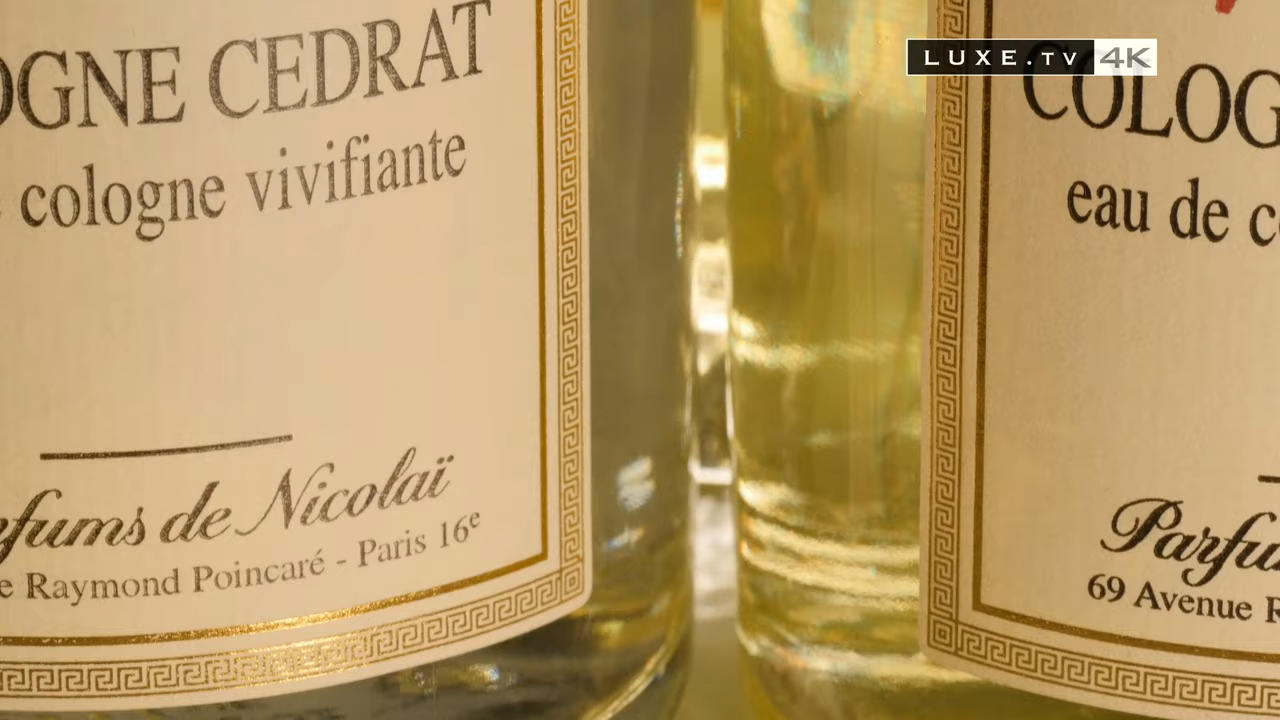 OGNE CEDRAT
cologne vivifiante
fums de Nicolaï
e Raymond Poincaré - Paris 16e
LUXE.TV 4K
COLOG
eau de c
Parfu
69 Avenue R